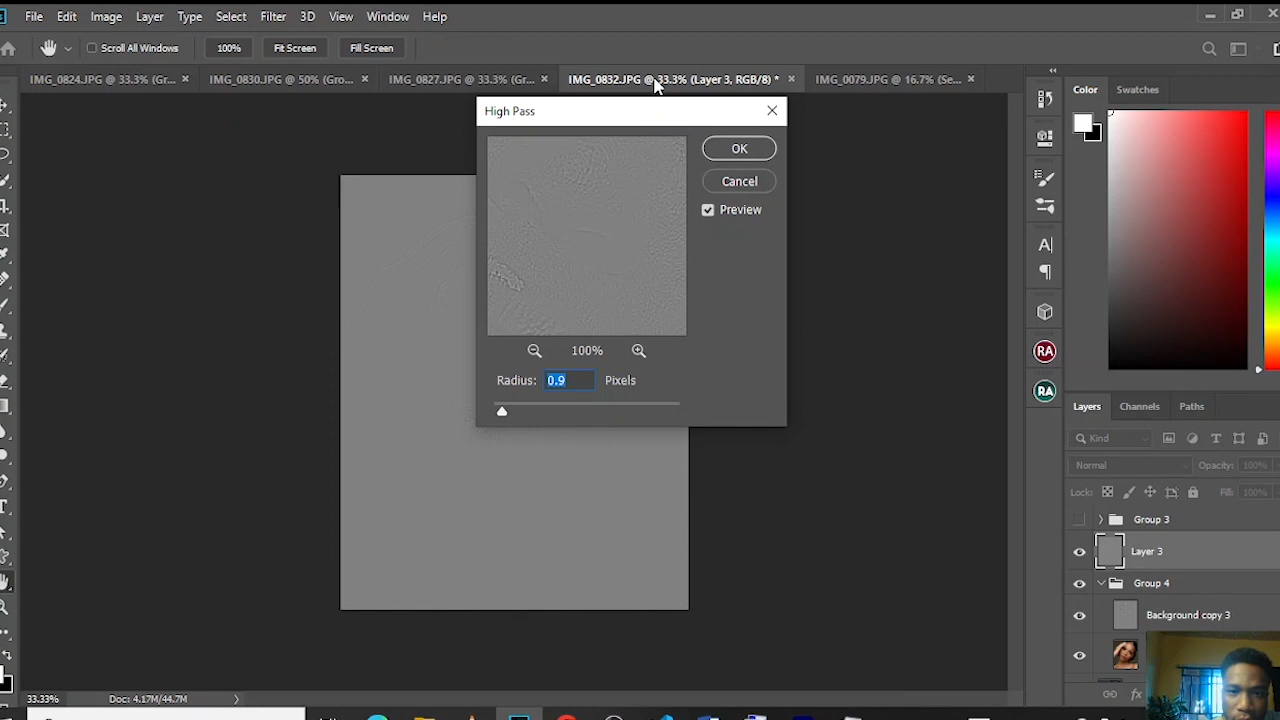 File Edit Image Layer Type Select Filter 3D View Window Help
Scroll All Windows 100% Fit Screen Fill Screen
IMG_0824.JPG @ 33.3% (Gr... × IMG_0830.JPG @ 50% (Gro... × IMG_0827.JPG @ 33.3% (Gr... × IMG_0832.JPG @ 33.3% (Layer 3, RGB/8) * × IMG_0079.JPG @ 16.7% (Se... ×
High Pass
OK
Cancel
Preview
100%
Radius: 0.9 Pixels
Color Swatches
RA
RA
Layers Channels Paths
Kind
Normal Opacity: 100%
Locks: Fill: 100%
Group 3
Layer 3
Group 4
Background copy 3
fx
33.33% Doc: 4.17M/44.7M